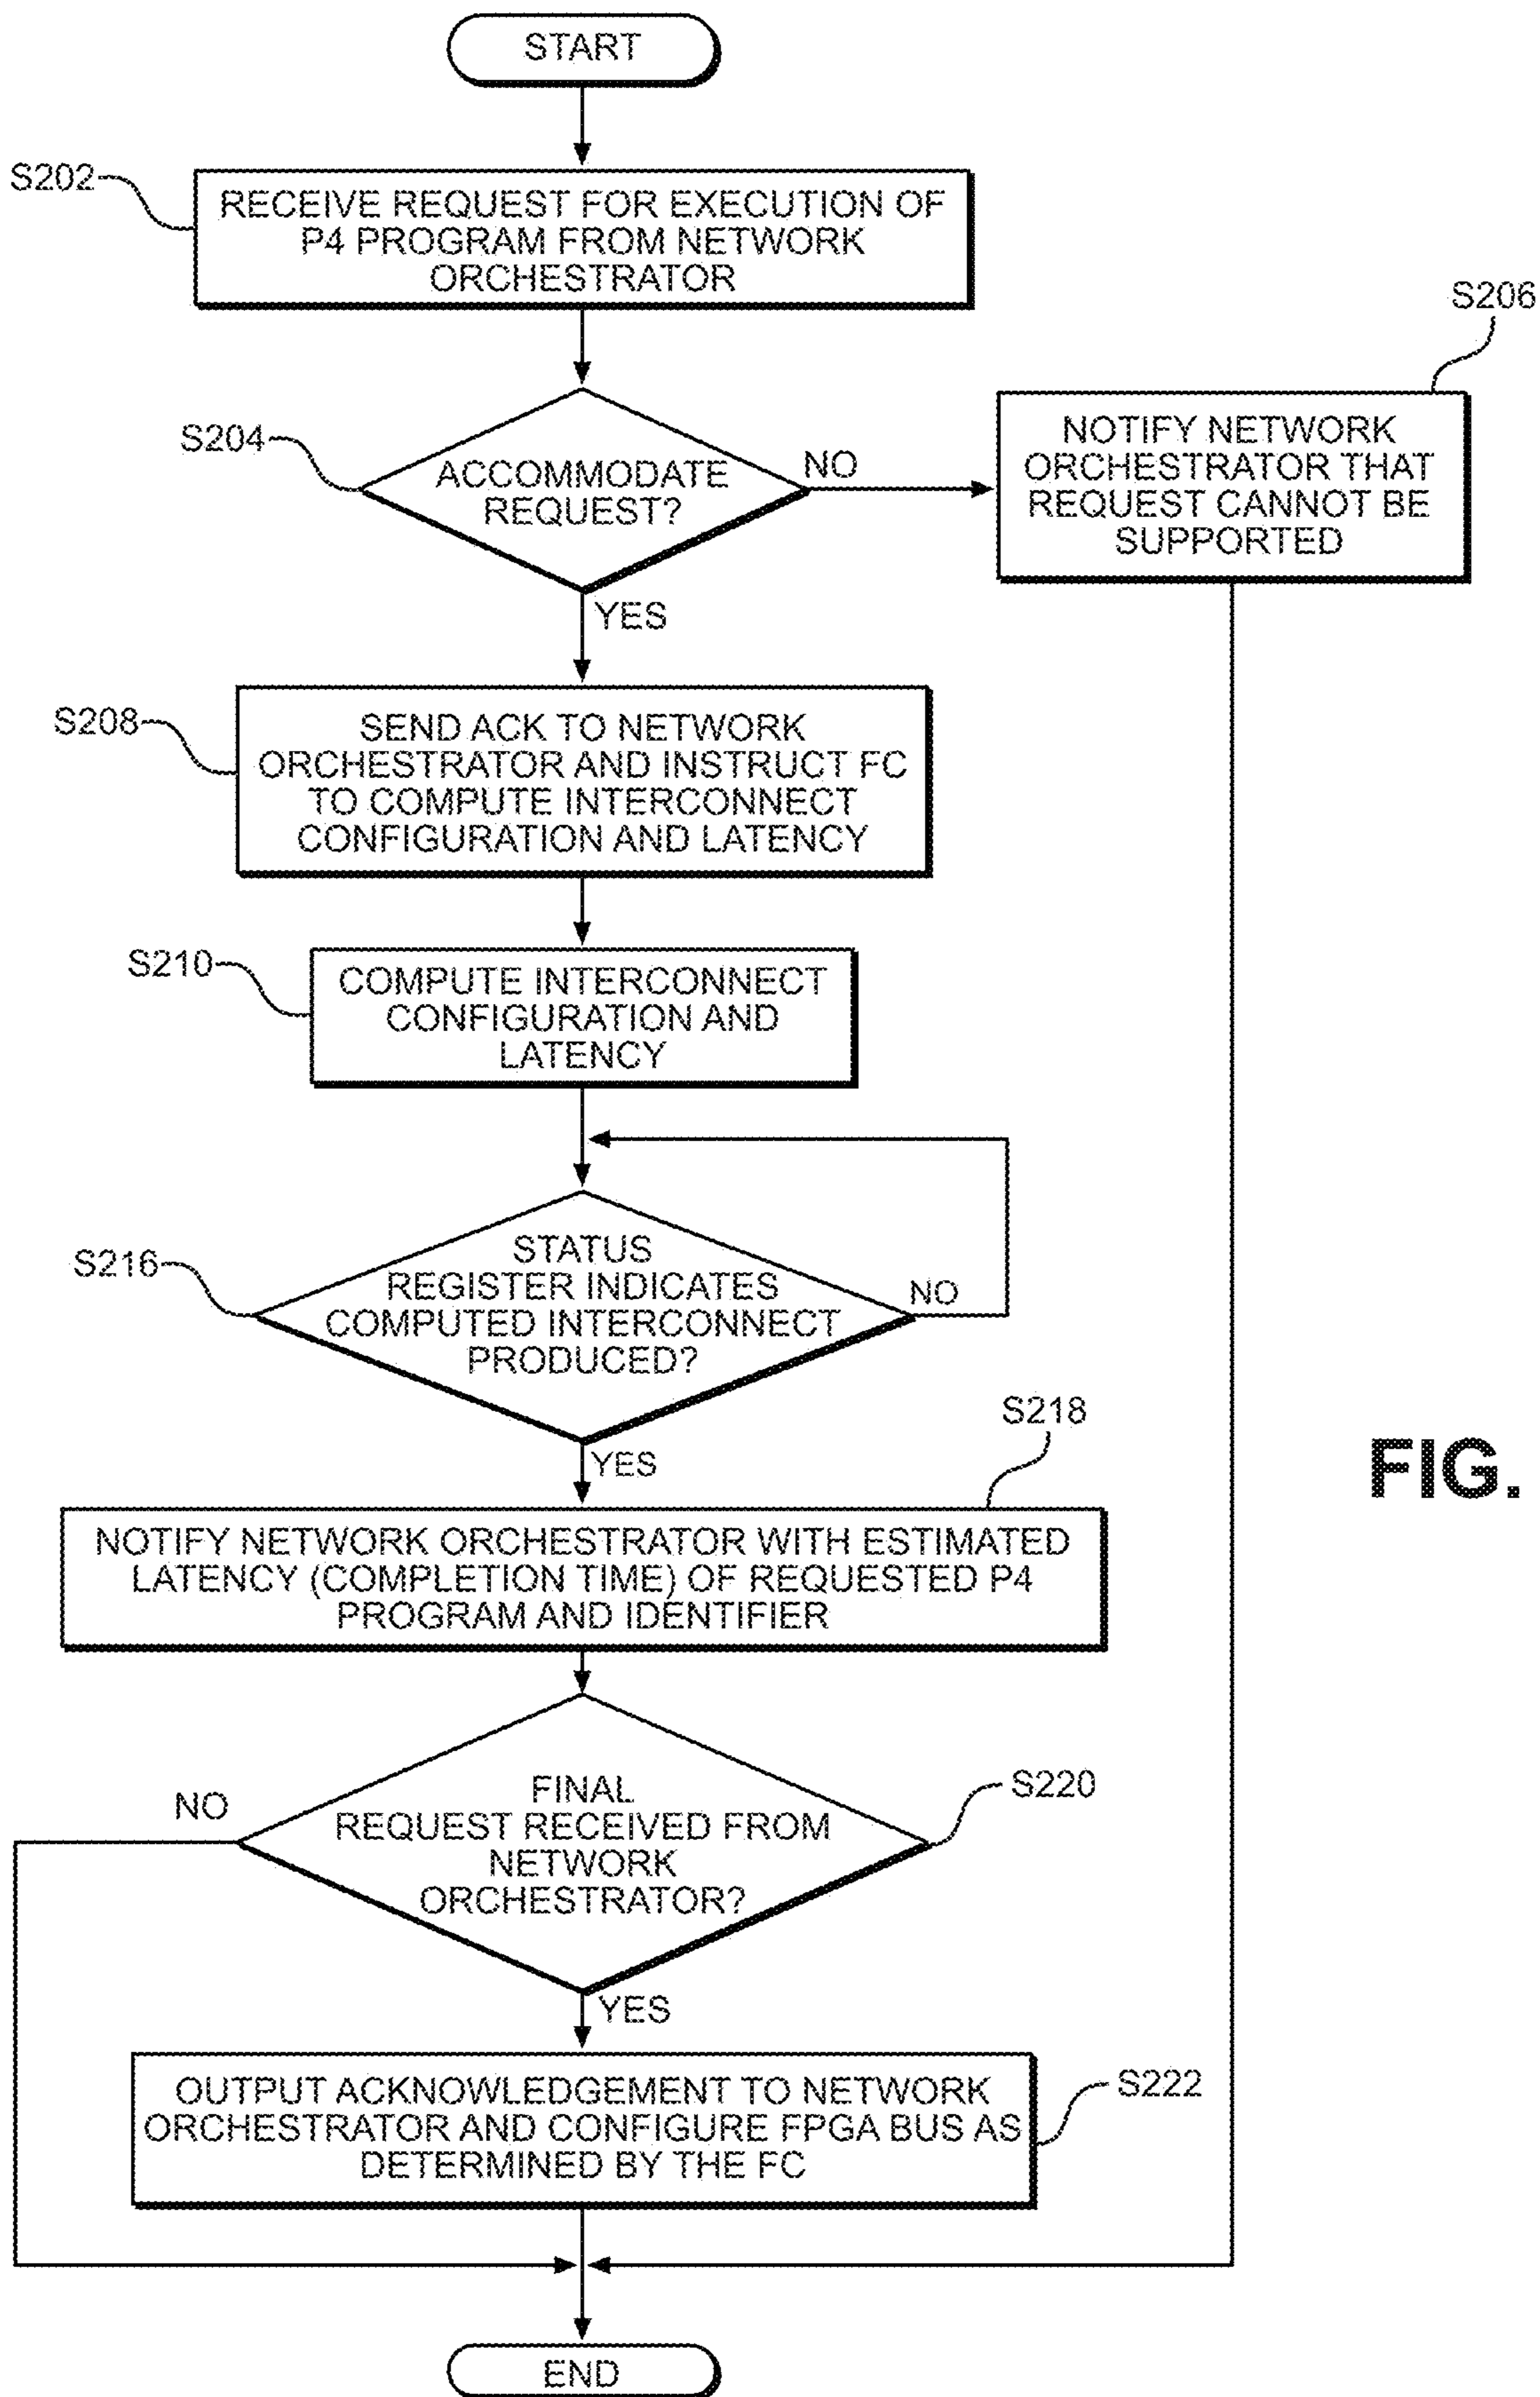 START
S202
RECEIVE REQUEST FOR EXECUTION OF
P4 PROGRAM FROM NETWORK
ORCHESTRATOR
S204
ACCOMMODATE
REQUEST?
NO
S206
NOTIFY NETWORK
ORCHESTRATOR THAT
REQUEST CANNOT BE
SUPPORTED
YES
S208
SEND ACK TO NETWORK
ORCHESTRATOR AND INSTRUCT FC
TO COMPUTE INTERCONNECT
CONFIGURATION AND LATENCY
S210
COMPUTE INTERCONNECT
CONFIGURATION AND
LATENCY
S216
STATUS
REGISTER INDICATES
COMPUTED INTERCONNECT
PRODUCED?
NO
YES
S218
NOTIFY NETWORK ORCHESTRATOR WITH ESTIMATED
LATENCY (COMPLETION TIME) OF REQUESTED P4
PROGRAM AND IDENTIFIER
FIG.
NO
FINAL
REQUEST RECEIVED FROM
NETWORK
ORCHESTRATOR?
S220
YES
OUTPUT ACKNOWLEDGEMENT TO NETWORK
ORCHESTRATOR AND CONFIGURE FPGA BUS AS
DETERMINED BY THE FC
S222
END